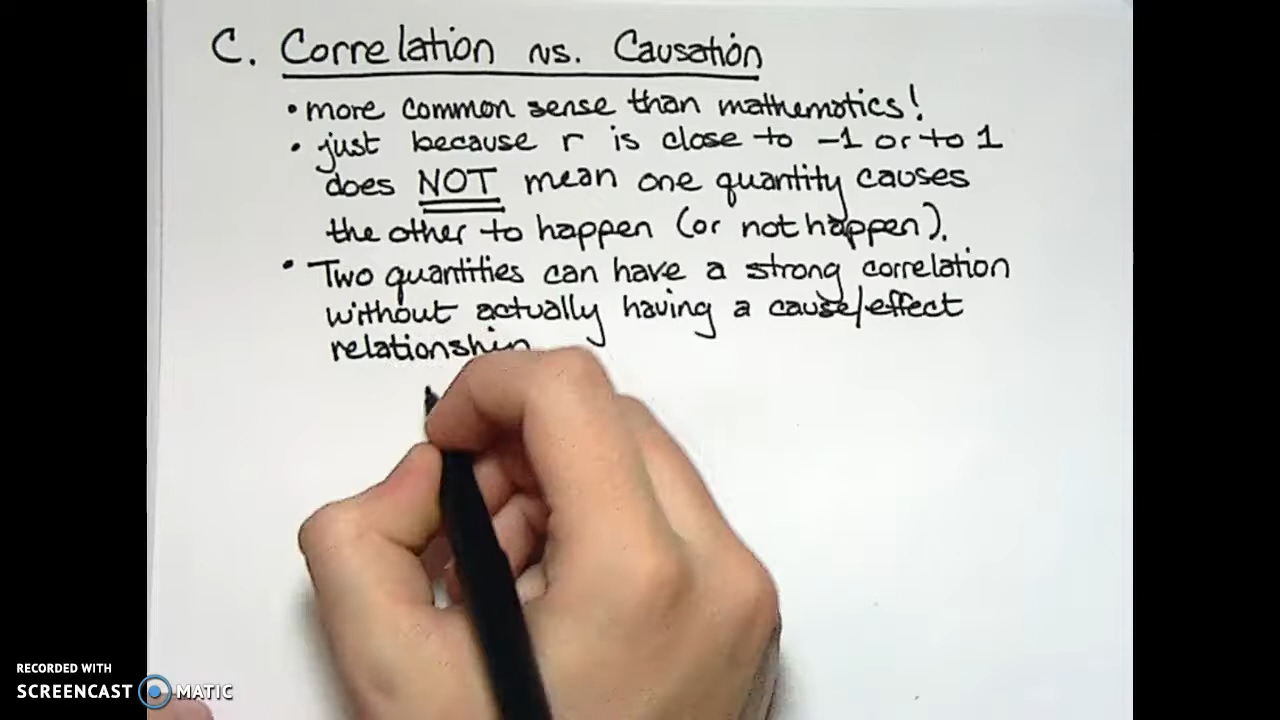 C. Correlation vs. Causation
• more common sense than mathematics!
• just because r is close to -1 or to 1
does NOT mean one quantity causes
the other to happen (or not happen).
• Two quantities can have a strong correlation
without actually having a cause/effect
relationship
RECORDED WITH
SCREENCAST MATIC